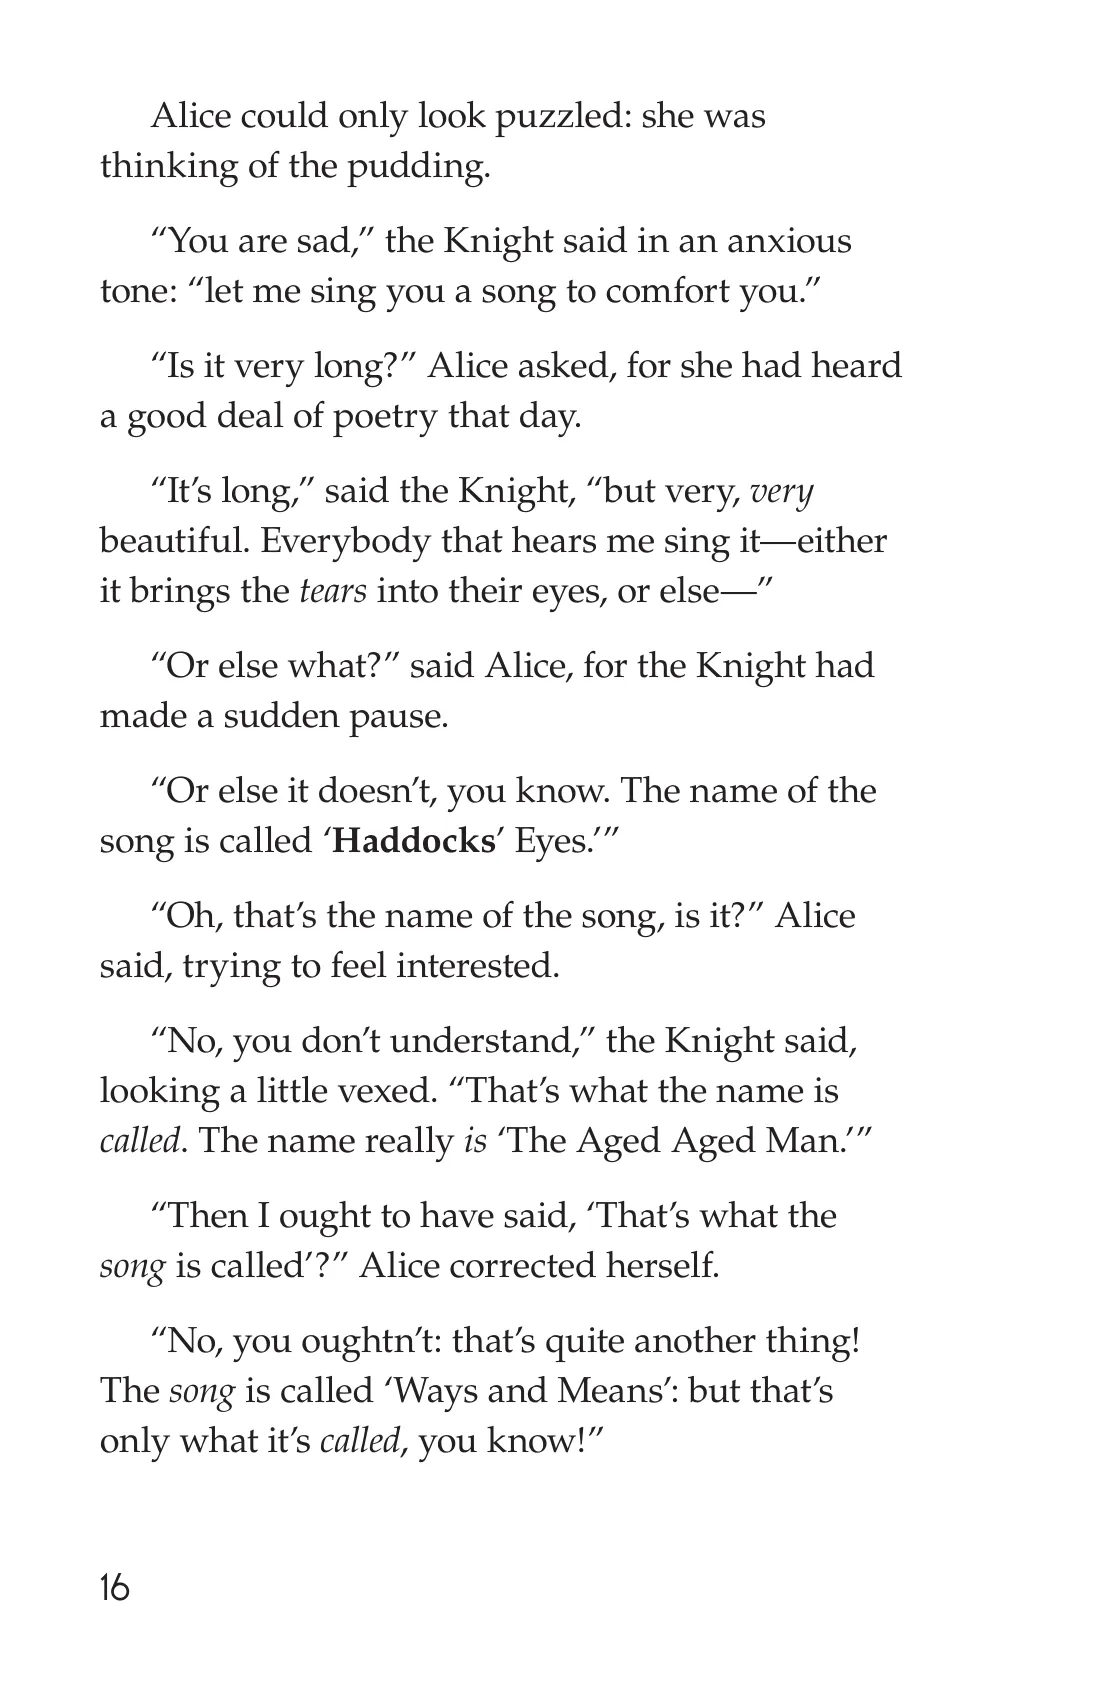 Alice could only look puzzled: she was
thinking of the pudding.
“You are sad,” the Knight said in an anxious
tone: “let me sing you a song to comfort you.”
“Is it very long?” Alice asked, for she had heard
a good deal of poetry that day.
“It’s long,” said the Knight, “but very, very
beautiful. Everybody that hears me sing it—either
it brings the tears into their eyes, or else—”
“Or else what?” said Alice, for the Knight had
made a sudden pause.
“Or else it doesn’t, you know. The name of the
song is called ‘Haddocks’ Eyes.’”
“Oh, that’s the name of the song, is it?” Alice
said, trying to feel interested.
“No, you don’t understand,” the Knight said,
looking a little vexed. “That’s what the name is
called. The name really is ‘The Aged Aged Man.’”
“Then I ought to have said, ‘That’s what the
song is called’?” Alice corrected herself.
“No, you oughtn’t: that’s quite another thing!
The song is called ‘Ways and Means’: but that’s
only what it’s called, you know!”
16